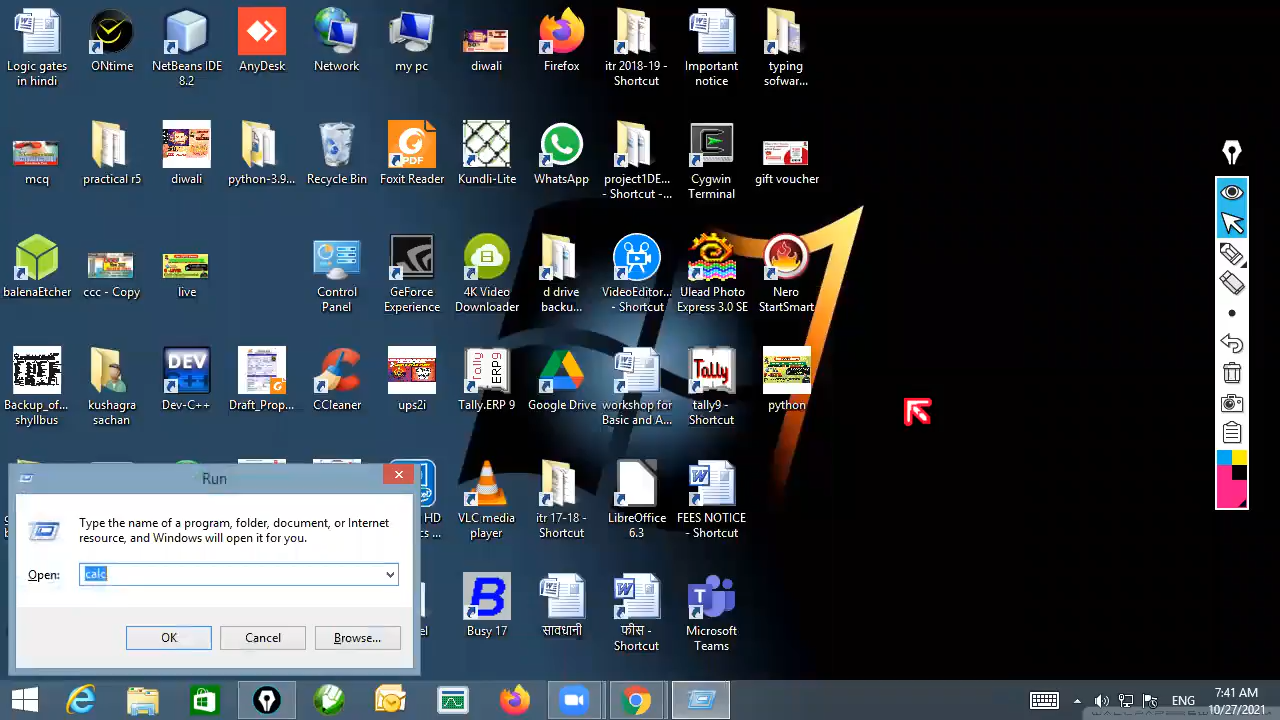 Logic gates
in hindi
ONtime
NetBeans IDE
8.2
AnyDesk
Network
my pc
diwali
Firefox
itr 2018-19 -
Shortcut
Important
notice
typing
sofwar...
mcq
Practical r5
diwali
python-3.9...
Recycle Bin
PDF
Foxit Reader
Kundli-Lite
WhatsApp
project1DE...
- Shortcut -...
Cygwin
Terminal
gift voucher
balenaEtcher
ccc - Copy
live
Control
Panel
GeForce
Experience
4K Video
Downloader
d drive
backu...
VideoEditor...
- Shortcut
Ulead Photo
Express 3.0 SE
Nero
StartSmart
Backup_of...
shyllbus
kushagra
sachan
DEV
Dev-C++
Draft_Prop...
CCleaner
ups2i
Tally
ERP9
Tally.ERP 9
Google Drive
workshop for
Basic and A...
Tally
tally9 -
Shortcut
python
HD
VLC media
player
itr 17-18 -
Shortcut
LibreOffice
6.3
FEES NOTICE
- Shortcut
Busy 17
सावधानी
फीस -
Shortcut
Microsoft
Teams
Run
Type the name of a program, folder, document, or Internet
resource, and Windows will open it for you.
Open:
calc
OK
Cancel
Browse...
ENG
7:41 AM
10/27/2021